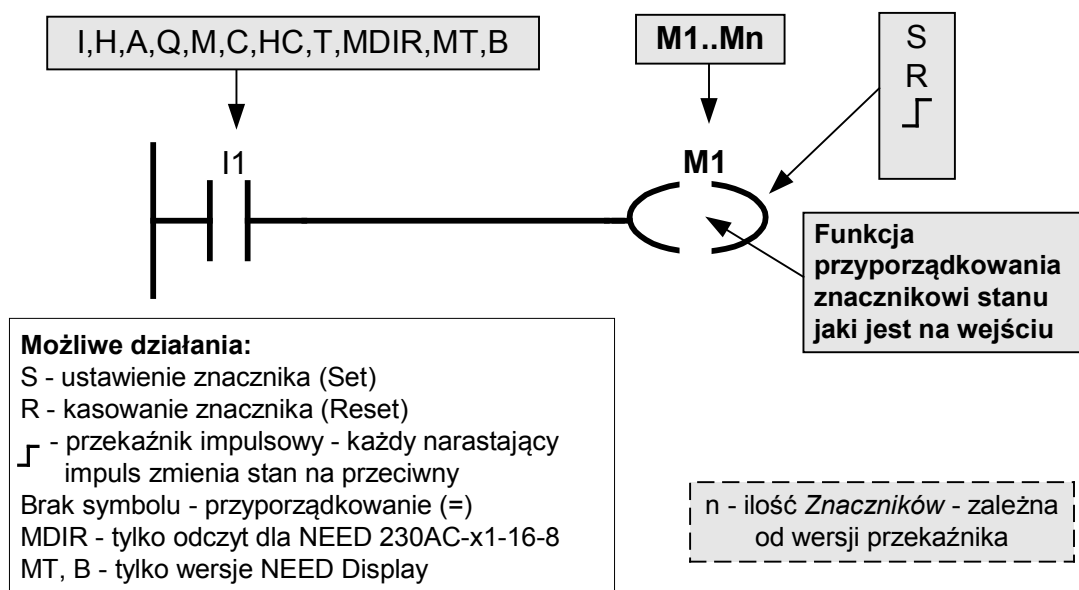 I,H,A,Q,M,C,HC,T,MDIR,MT,B
M1..Mn
S
R
I1
M1
Funkcja
przyporządkowania
znacznikowi stanu
jaki jest na wejściu
Możliwe działania:
S - ustawienie znacznika (Set)
R - kasowanie znacznika (Reset)
- przekaźnik impulsowy - każdy narastający
impuls zmienia stan na przeciwny
Brak symbolu - przyporządkowanie (=)
MDIR - tylko odczyt dla NEED 230AC-x1-16-8
MT, B - tylko wersje NEED Display
n - ilość Znaczników - zależna
od wersji przekaźnika